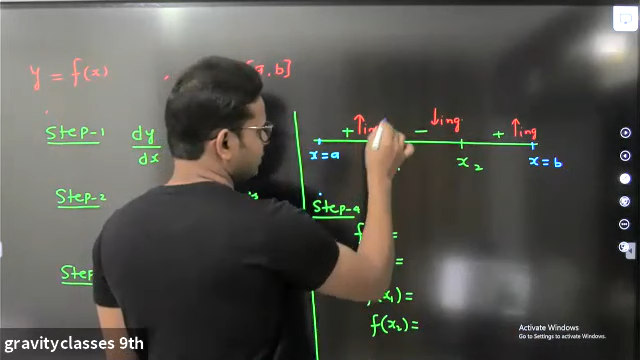 y = f(x) , [a, b]
Step-1 dy/dx
Step-2
Step
+ ↑ing - ↓ing + ↑ing
x=a x₂ x=b
Step-4
f =
=
f(x₁) =
f(x₂) =
Activate Windows
Go to Settings to activate Windows.
gravityclasses 9th